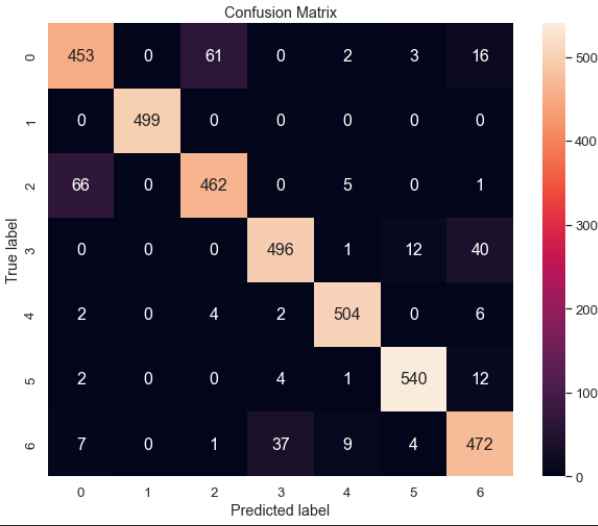 Confusion Matrix
0 453 0 61 0 2 3 16
1 0 499 0 0 0 0 0
2 66 0 462 0 5 0 1
3 0 0 0 496 1 12 40
4 2 0 4 2 504 0 6
5 2 0 0 4 1 540 12
6 7 0 1 37 9 4 472
0 1 2 3 4 5 6
Predicted label
True label
500
400
300
200
100
0